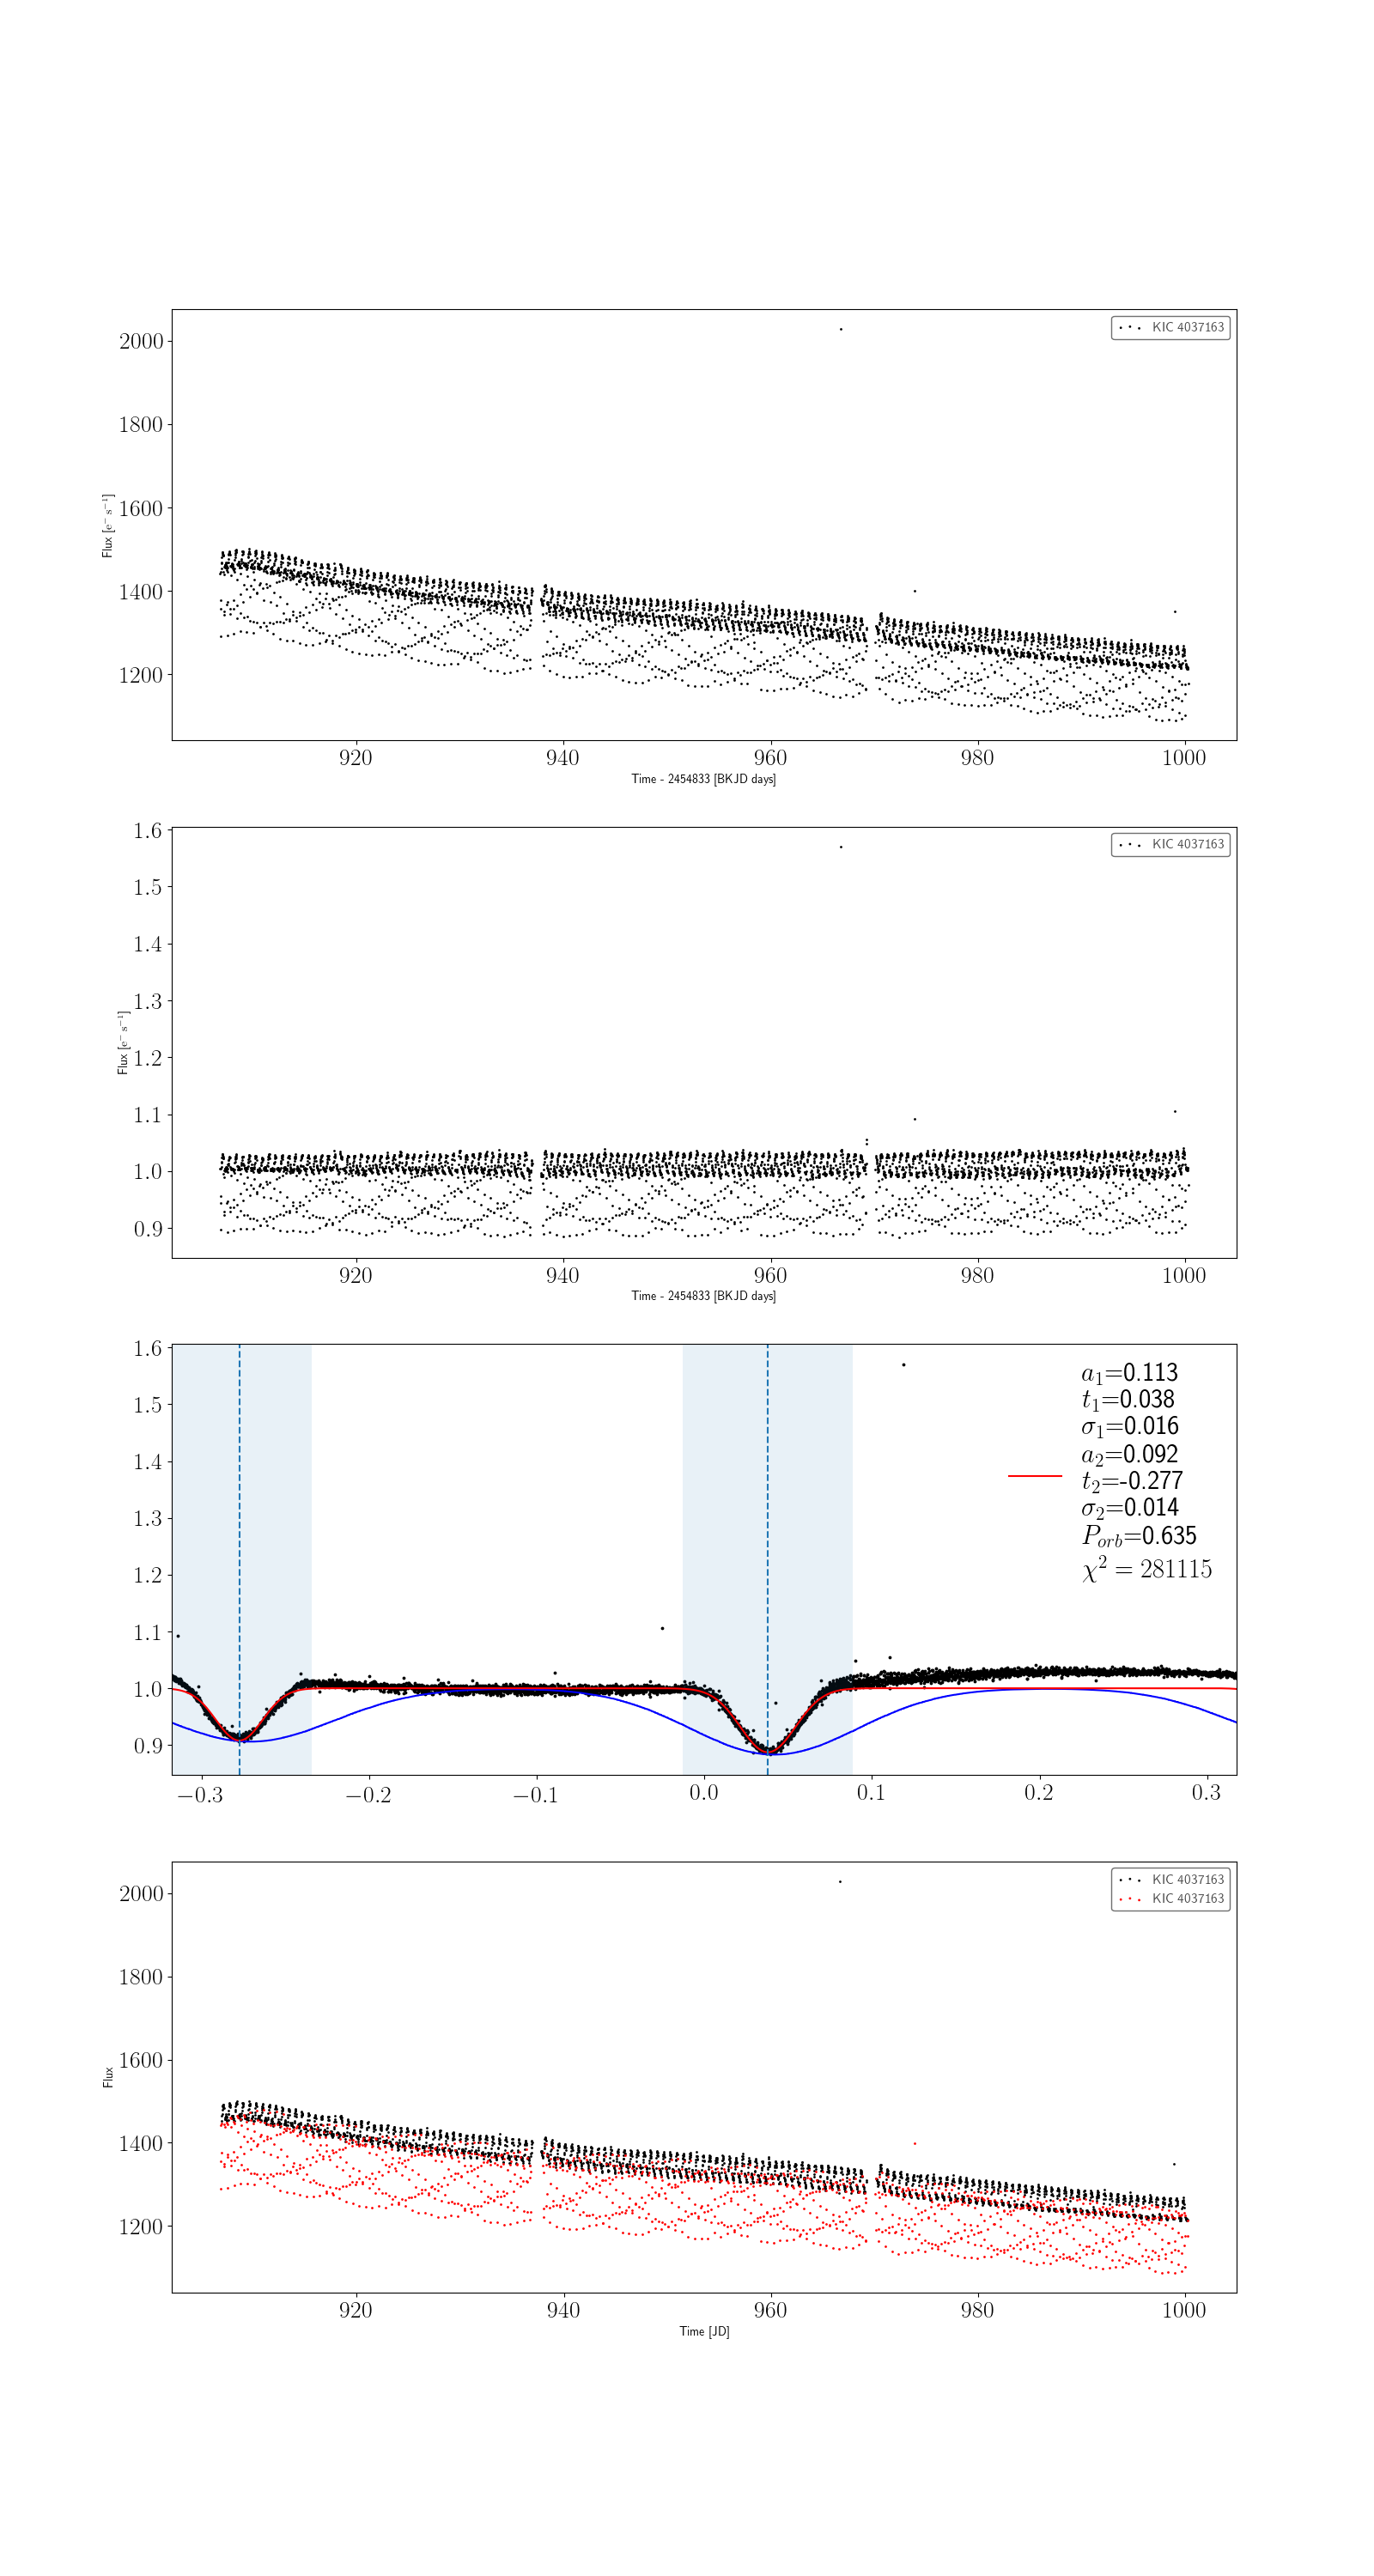 KIC 4037163
2000
1800
1600
1400
1200
Flux [e⁻ s⁻¹]
920 940 960 980 1000
Time - 2454833 [BKJD days]
KIC 4037163
1.6
1.5
1.4
1.3
1.2
1.1
1.0
0.9
Flux [e⁻ s⁻¹]
920 940 960 980 1000
Time - 2454833 [BKJD days]
1.6
1.5
1.4
1.3
1.2
1.1
1.0
0.9
a₁=0.113
t₁=0.038
σ₁=0.016
a₂=0.092
t₂=-0.277
σ₂=0.014
P_orb=0.635
χ² = 281115
−0.3 −0.2 −0.1 0.0 0.1 0.2 0.3
KIC 4037163
KIC 4037163
2000
1800
1600
1400
1200
Flux
920 940 960 980 1000
Time [JD]